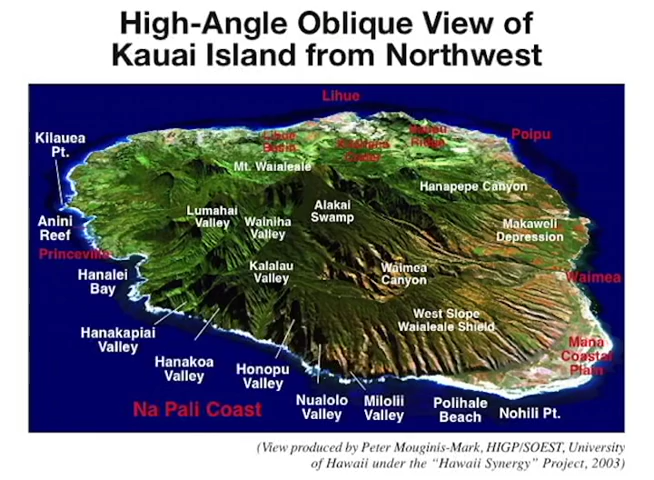 High-Angle Oblique View of
Kauai Island from Northwest
Lihue
Kilauea
Pt.
Lihue
Basin
Ridge
Poipu
Mt. Waialeale
Hanapepe Canyon
Lumahai
Valley
Wainiha
Valley
Alakai
Swamp
Anini
Reef
Makaweli
Depression
Princeville
Hanalei
Bay
Kalalau
Valley
Waimea
Canyon
Waimea
West Slope
Waialeale Shield
Hanakapiai
Valley
Mana
Coastal
Plain
Hanakoa
Valley
Honopu
Valley
Na Pali Coast
Nualolo
Valley
Milolii
Valley
Polihale
Beach
Nohili Pt.
(View produced by Peter Mouginis-Mark, HIGP/SOEST, University
of Hawaii under the “Hawaii Synergy” Project, 2003)